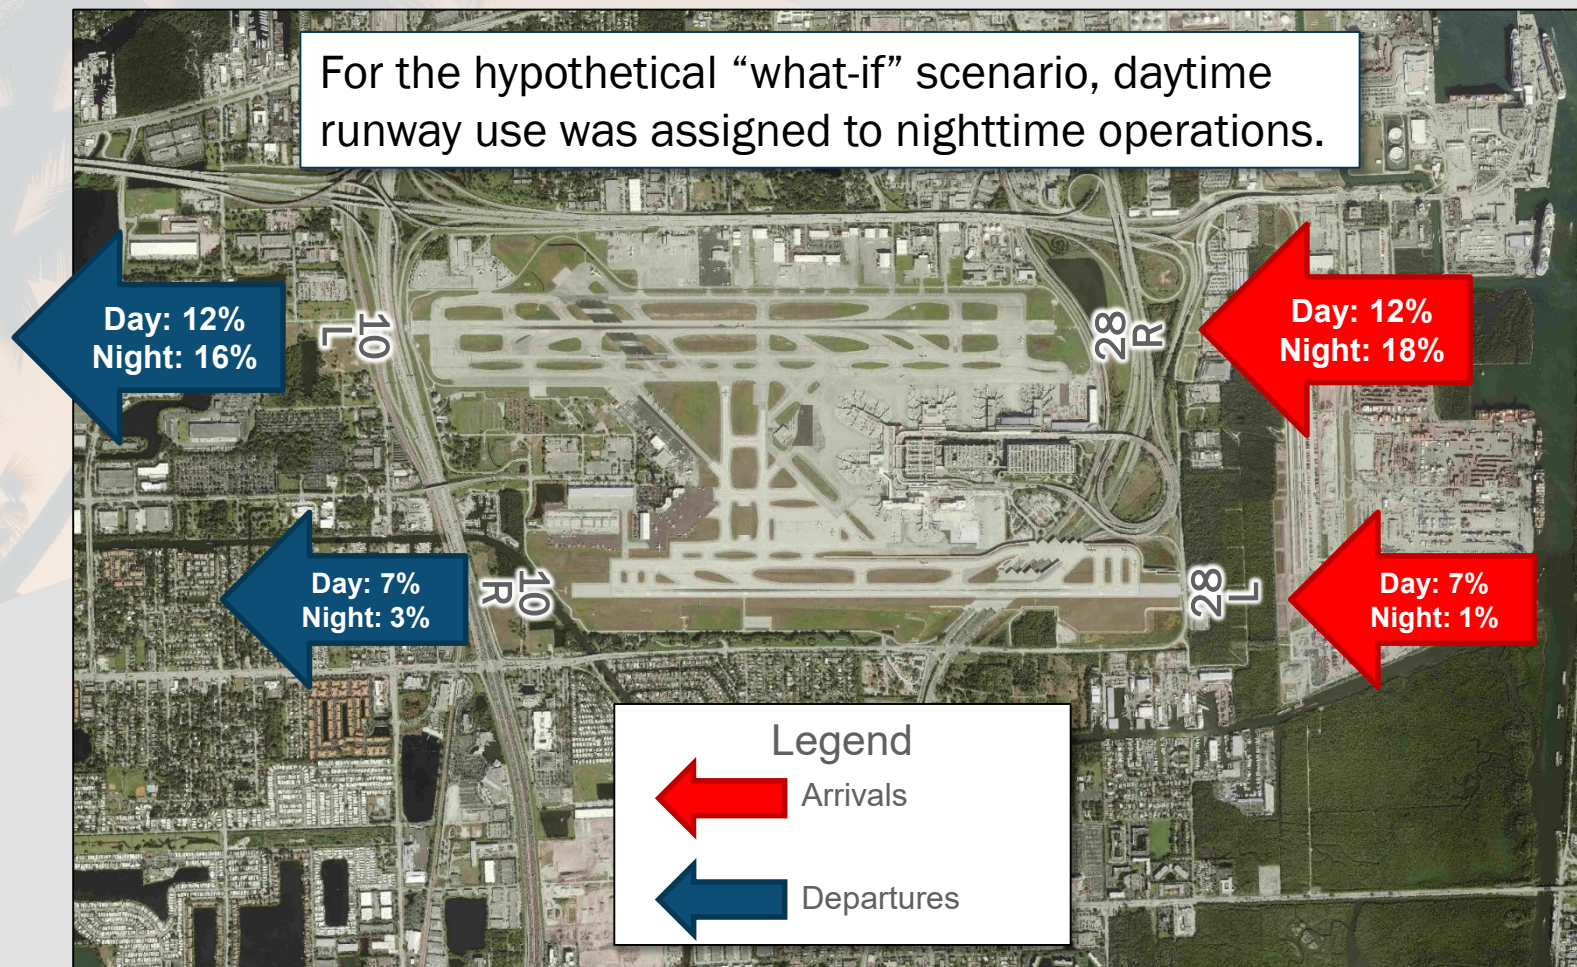 For the hypothetical “what-if” scenario, daytime
runway use was assigned to nighttime operations.
Day: 12%
Night: 16%
10
L
28
R
Day: 12%
Night: 18%
Day: 7%
Night: 3%
10
R
28
L
Day: 7%
Night: 1%
Legend
Arrivals
Departures